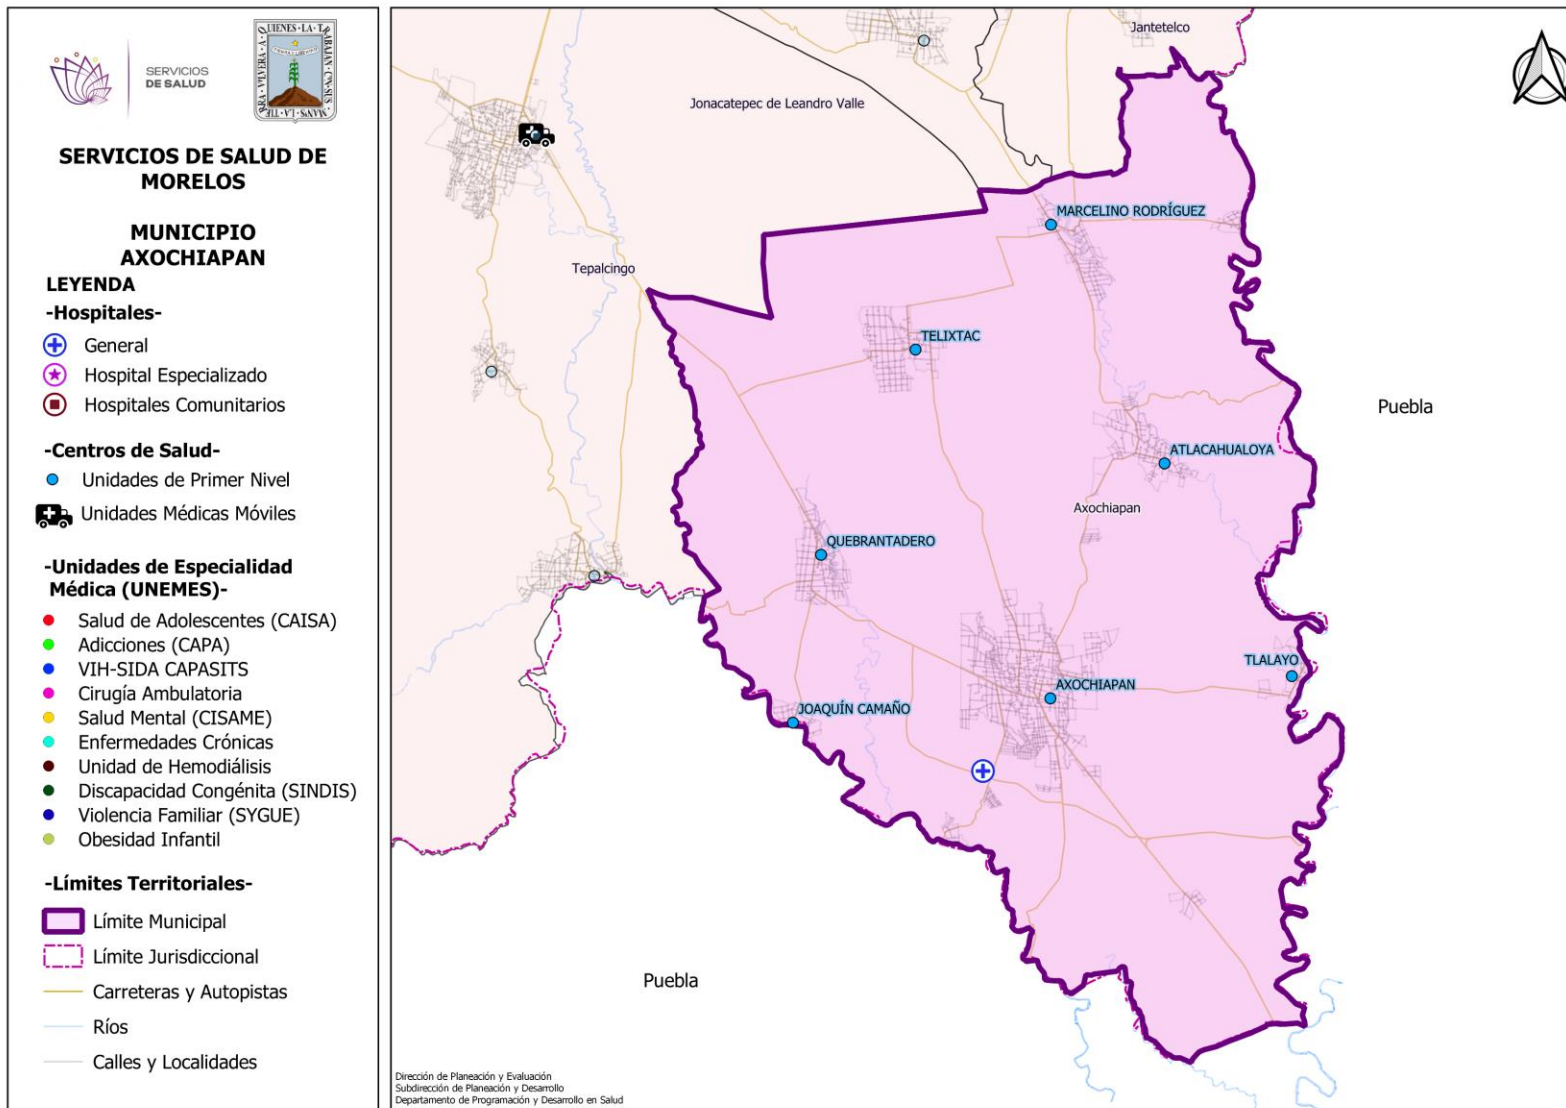 SERVICIOS
DE SALUD
SERVICIOS DE SALUD DE
MORELOS
MUNICIPIO
AXOCHIAPAN
LEYENDA
-Hospitales-
General
Hospital Especializado
Hospitales Comunitarios
-Centros de Salud-
Unidades de Primer Nivel
Unidades Médicas Móviles
-Unidades de Especialidad
Médica (UNEMES)-
Salud de Adolescentes (CAISA)
Adicciones (CAPA)
VIH-SIDA CAPASITS
Cirugía Ambulatoria
Salud Mental (CISAME)
Enfermedades Crónicas
Unidad de Hemodiálisis
Discapacidad Congénita (SINDIS)
Violencia Familiar (SYGUE)
Obesidad Infantil
-Límites Territoriales-
Límite Municipal
Límite Jurisdiccional
Carreteras y Autopistas
Ríos
Calles y Localidades
Jantetelco
Jonacatepec de Leandro Valle
MARCELINO RODRÍGUEZ
Tepalcingo
TELIXTAC
Puebla
ATLACAHUALOYA
Axochiapan
QUEBRANTADERO
TLALAYO
AXOCHIAPAN
JOAQUÍN CAMAÑO
Puebla
Dirección de Planeación y Evaluación
Subdirección de Planeación y Desarrollo
Departamento de Programación y Desarrollo en Salud